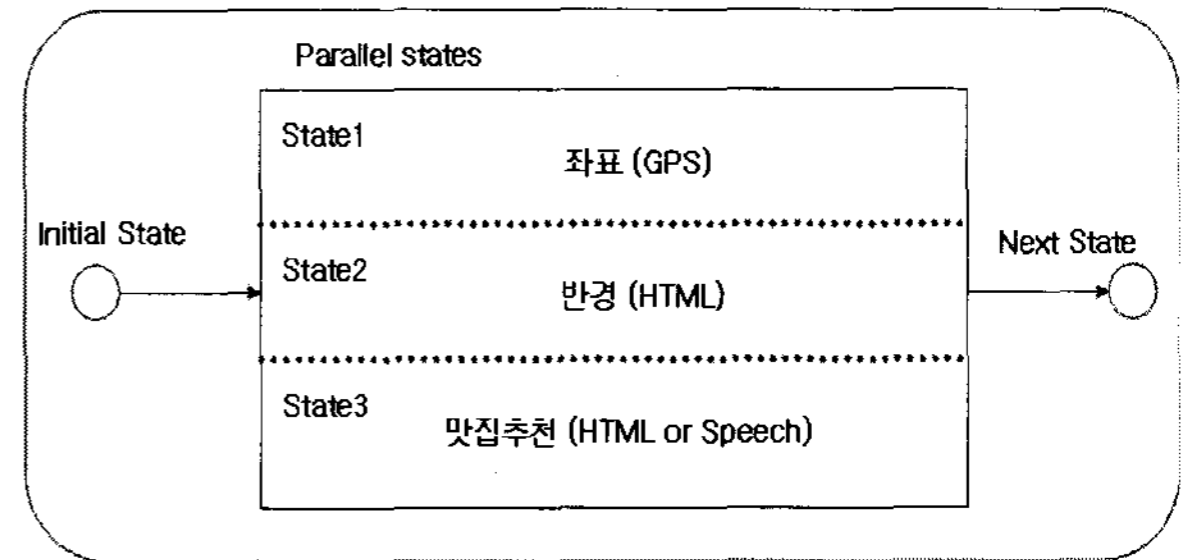 Parallel states
State1
좌표 (GPS)
Initial State
Next State
State2
반경 (HTML)
State3
맛집추천 (HTML or Speech)